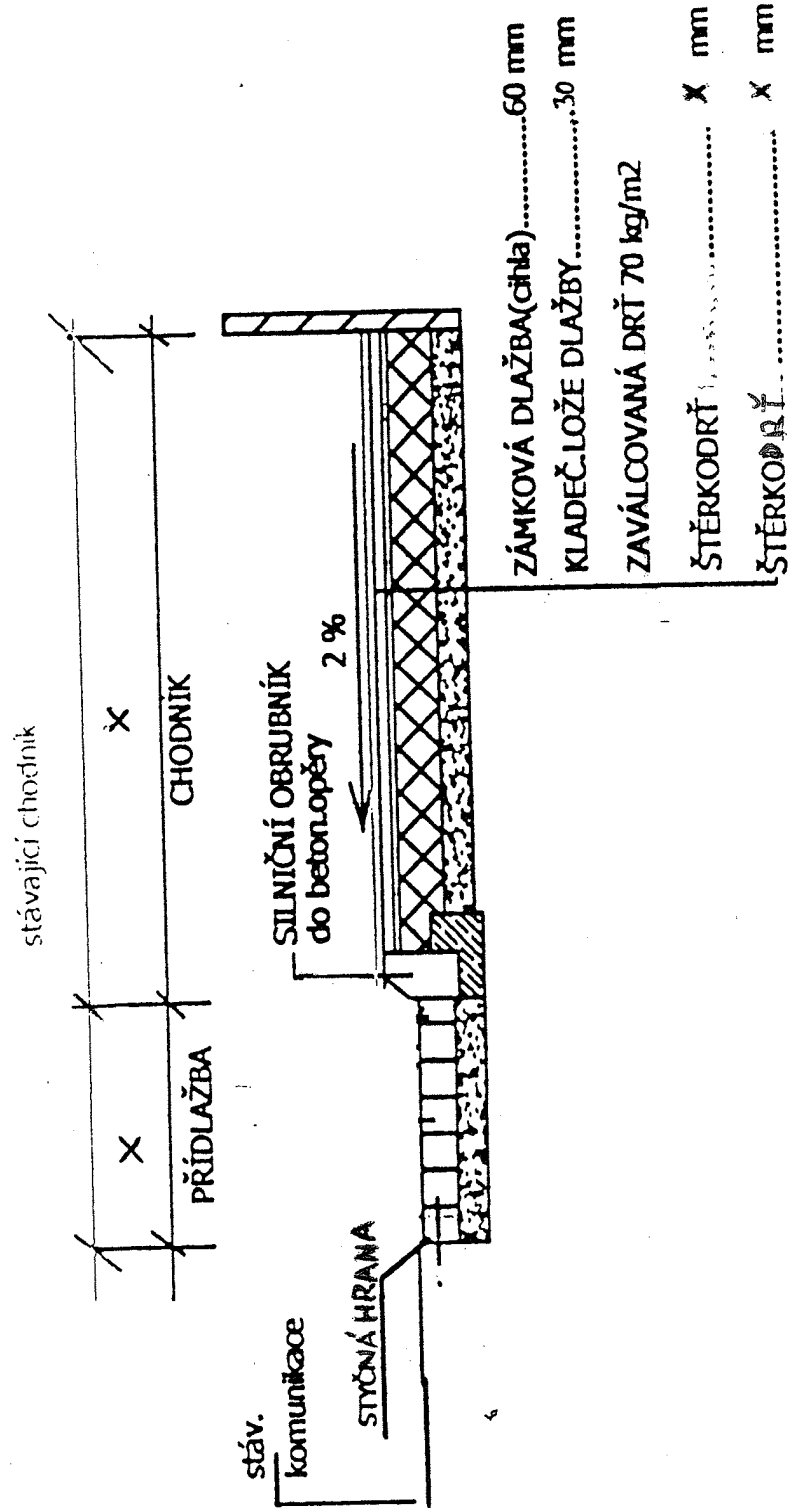 stávající chodník
X
X
PŘÍDLAŽBA
CHODNÍK
SILNIČNÍ OBRUBNÍK
do beton.opěry
2 %
stáv.
komunikace
STYČNÁ HRANA
ZÁMKOVÁ DLAŽBA(cihla)..............60 mm
KLADEČ.LOŽE DLAŽBY..............30 mm
ZAVÁLCOVANÁ DRŤ 70 kg/m2
ŠTĚRKODRŤ .............. X mm
ŠTĚRKODRŤ .............. X mm